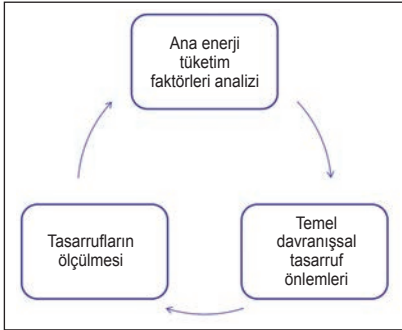 Ana enerji
tüketim
faktörleri analizi
Temel
davranışsal
tasarruf
önlemleri
Tasarrufların
ölçülmesi